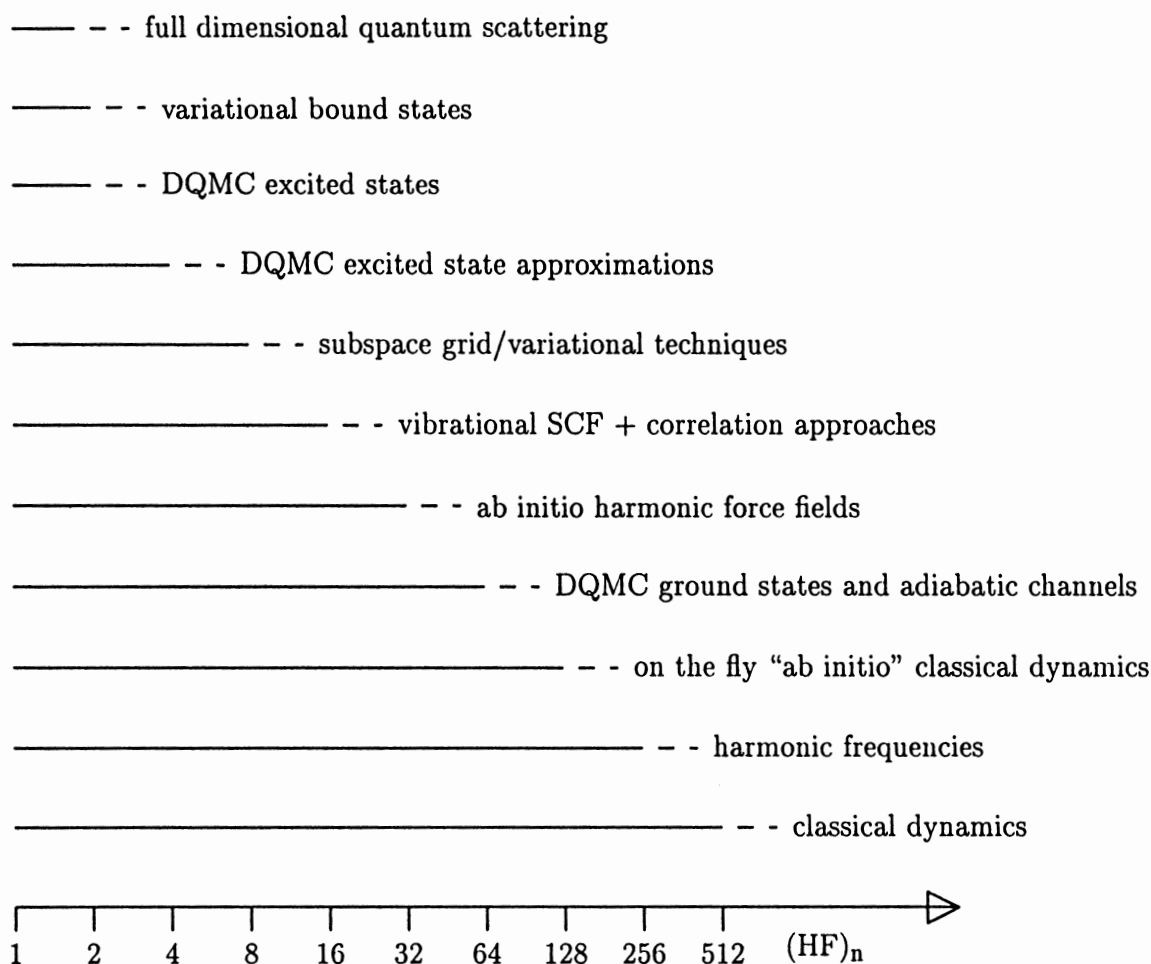 full dimensional quantum scattering
variational bound states
DQMC excited states
DQMC excited state approximations
subspace grid/variational techniques
vibrational SCF + correlation approaches
ab initio harmonic force fields
DQMC ground states and adiabatic channels
on the fly “ab initio” classical dynamics
harmonic frequencies
classical dynamics
1 2 4 8 16 32 64 128 256 512 (HF)n